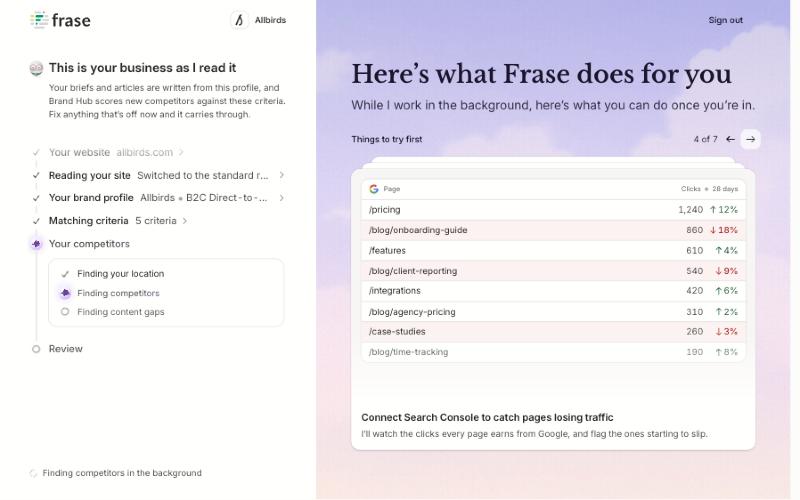 frase
Allbirds
This is your business as I read it
Your briefs and articles are written from this profile, and
Brand Hub scores new competitors against these criteria.
Fix anything that's off now and it carries through.
Your website allbirds.com
Reading your site Switched to the standard r...
Your brand profile Allbirds • B2C Direct-to-...
Matching criteria 5 criteria
Your competitors
Finding your location
Finding competitors
Finding content gaps
Review
Finding competitors in the background
Sign out
Here's what Frase does for you
While I work in the background, here's what you can do once you're in.
Things to try first 4 of 7 ← →
Page Clicks • 28 days
/pricing 1,240 ↑ 12%
/blog/onboarding-guide 860 ↓ 18%
/features 610 ↑ 4%
/blog/client-reporting 540 ↓ 9%
/integrations 420 ↑ 6%
/blog/agency-pricing 310 ↑ 2%
/case-studies 260 ↓ 3%
/blog/time-tracking 190 ↑ 8%
Connect Search Console to catch pages losing traffic
I'll watch the clicks every page earns from Google, and flag the ones starting to slip.